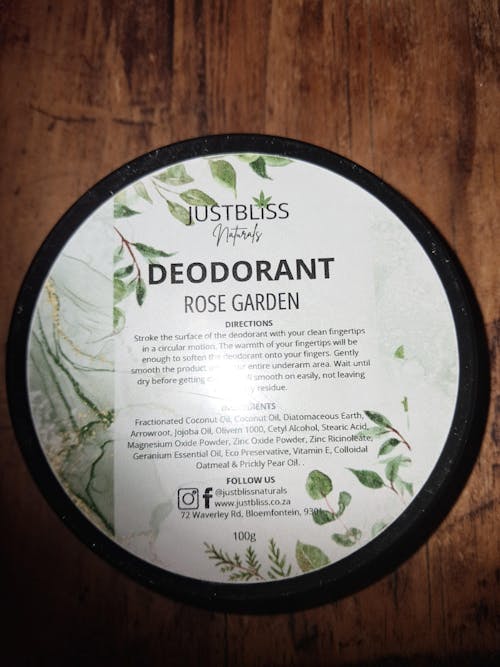 JUSTBLiSS
Naturals
DEODORANT
ROSE GARDEN
DIRECTIONS
Stroke the surface of the deodorant with your clean fingertips
in a circular motion. The warmth of your fingertips will be
enough to soften the deodorant onto your fingers. Gently
smooth the product entire underarm area. Wait until
dry before getting smooth on easily, not leaving
residue.
INGREDIENTS
Fractionated Coconut Oil, Coconut Oil, Diatomaceous Earth,
Arrowroot, Jojoba Oil, Olivem 1000, Cetyl Alcohol, Stearic Acid,
Magnesium Oxide Powder, Zinc Oxide Powder, Zinc Ricinoleate,
Geranium Essential Oil, Eco Preservative, Vitamin E, Colloidal
Oatmeal & Prickly Pear Oil. .
FOLLOW US
@justblissnaturals
www.justbliss.co.za
72 Waverley Rd, Bloemfontein,
100g